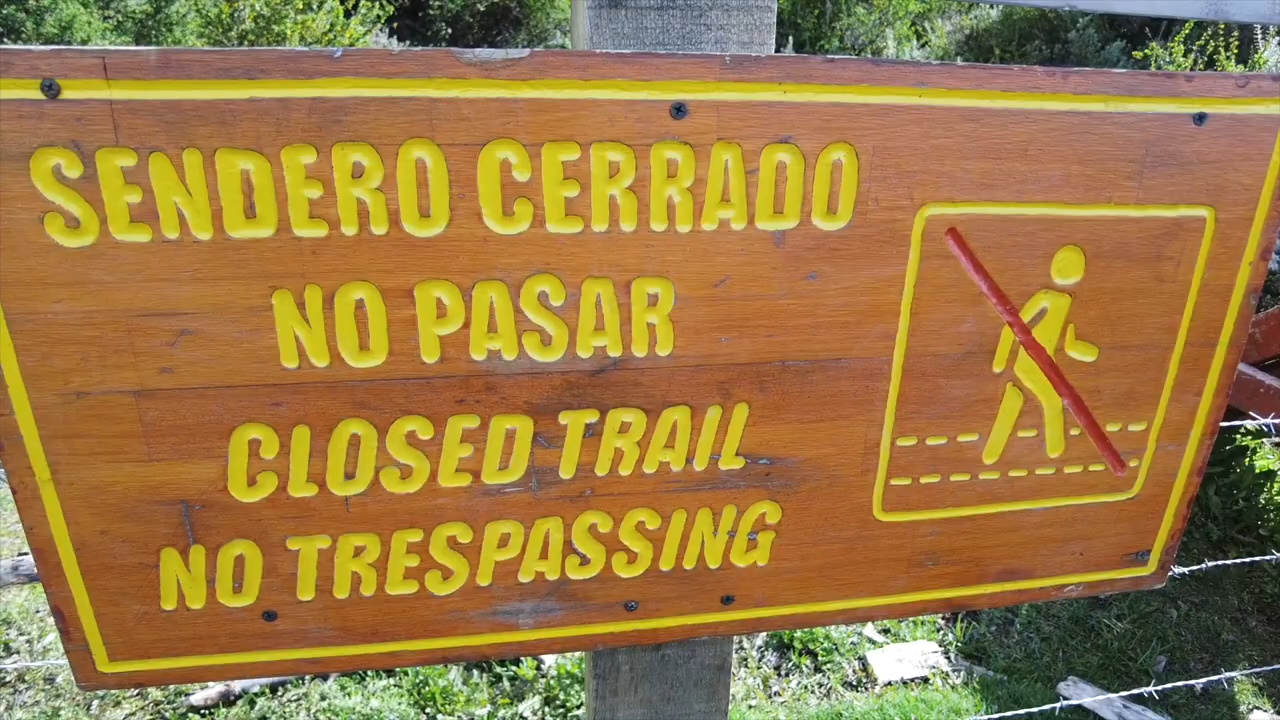 SENDERO CERRADO
NO PASAR
CLOSED TRAIL
NO TRESPASSING